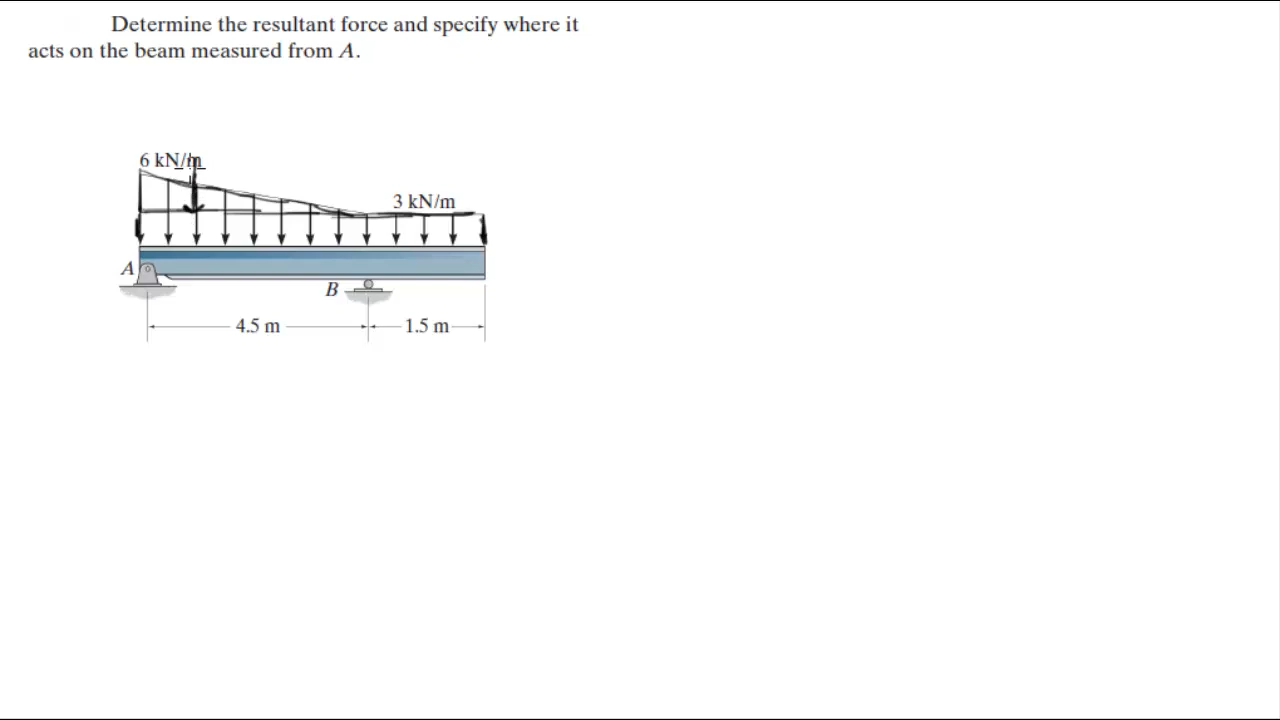 Determine the resultant force and specify where it
acts on the beam measured from A.
6 kN/m
3 kN/m
A
B
4.5 m
1.5 m